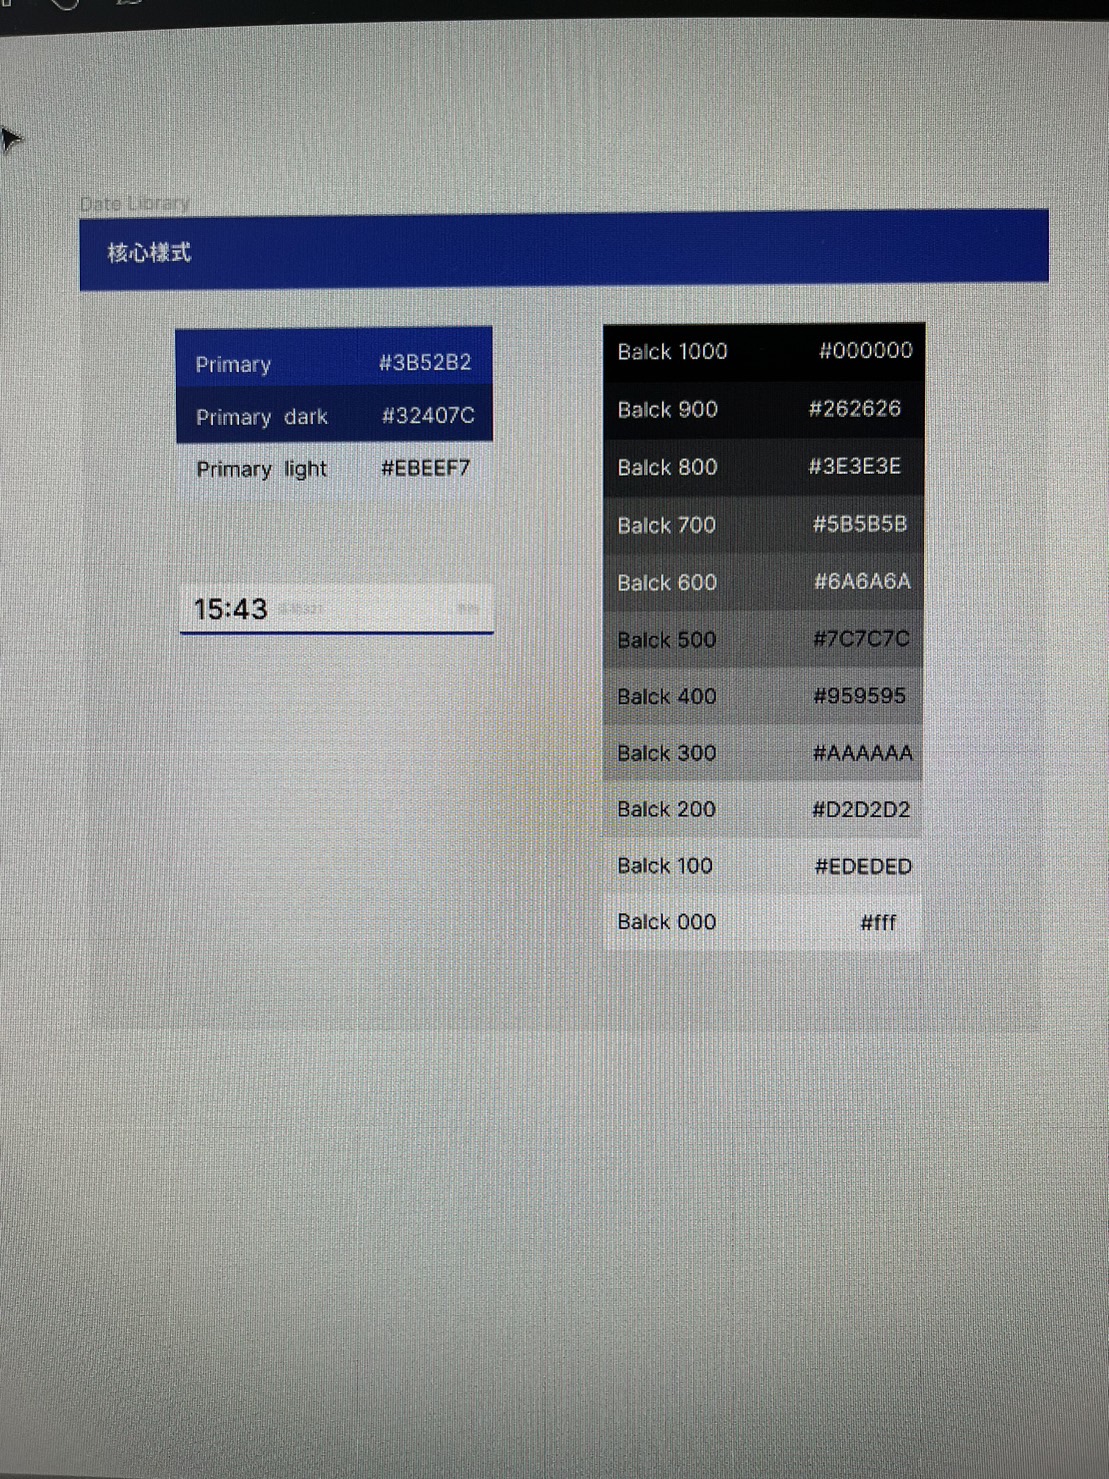 Date Library
核心樣式
Primary #3B52B2
Primary dark #32407C
Primary light #EBEEF7
15:43
Balck 1000 #000000
Balck 900 #262626
Balck 800 #3E3E3E
Balck 700 #5B5B5B
Balck 600 #6A6A6A
Balck 500 #7C7C7C
Balck 400 #959595
Balck 300 #AAAAAA
Balck 200 #D2D2D2
Balck 100 #EDEDED
Balck 000 #fff